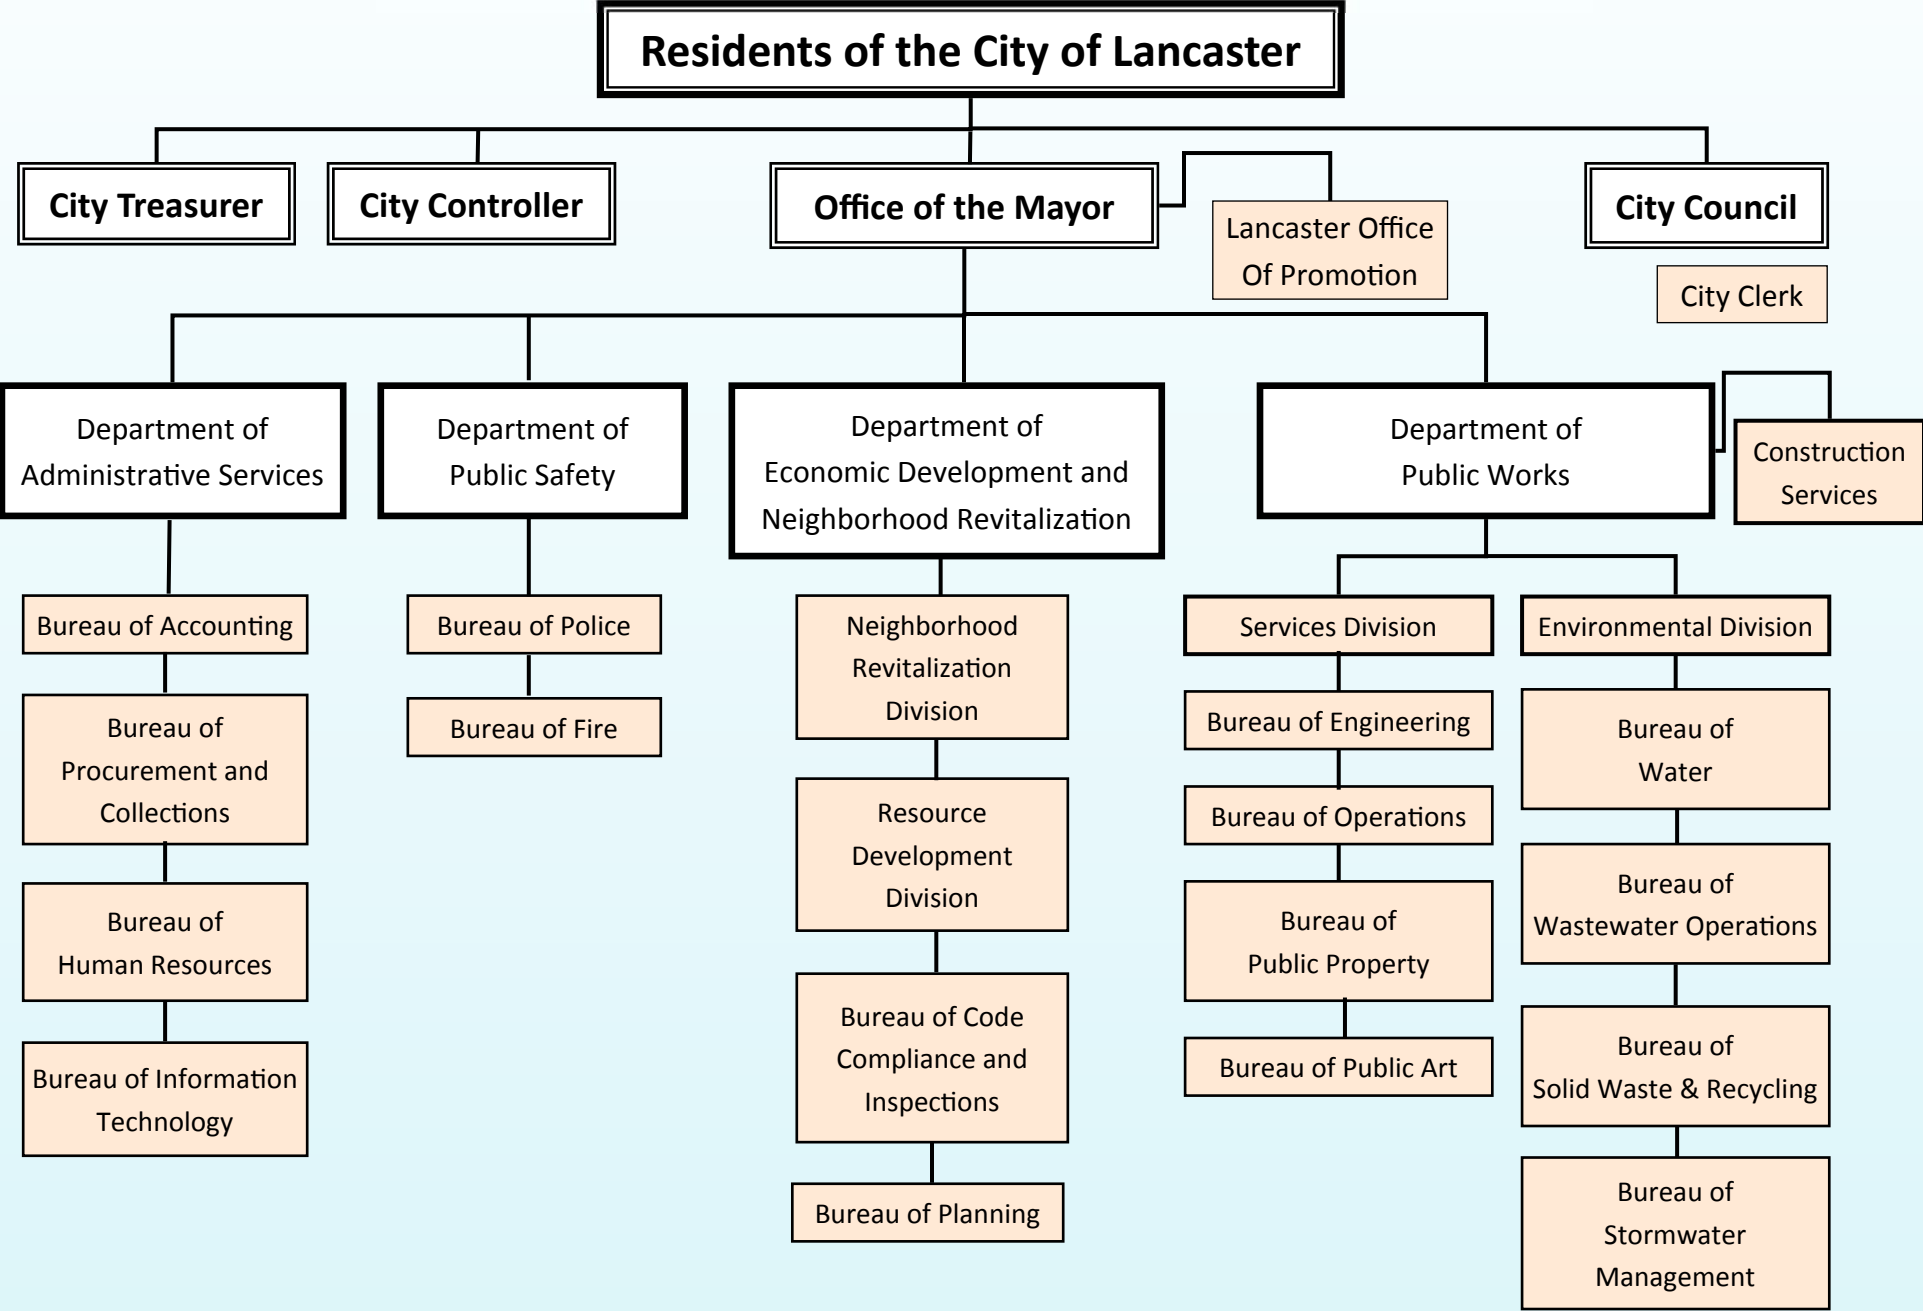 Residents of the City of Lancaster
City Treasurer
City Controller
Office of the Mayor
Lancaster Office
Of Promotion
City Council
City Clerk
Department of
Administrative Services
Department of
Public Safety
Department of
Economic Development and
Neighborhood Revitalization
Department of
Public Works
Construction
Services
Bureau of Accounting
Bureau of
Procurement and
Collections
Bureau of
Human Resources
Bureau of Information
Technology
Bureau of Police
Bureau of Fire
Neighborhood
Revitalization
Division
Resource
Development
Division
Bureau of Code
Compliance and
Inspections
Bureau of Planning
Services Division
Bureau of Engineering
Bureau of Operations
Bureau of
Public Property
Bureau of Public Art
Environmental Division
Bureau of
Water
Bureau of
Wastewater Operations
Bureau of
Solid Waste & Recycling
Bureau of
Stormwater
Management